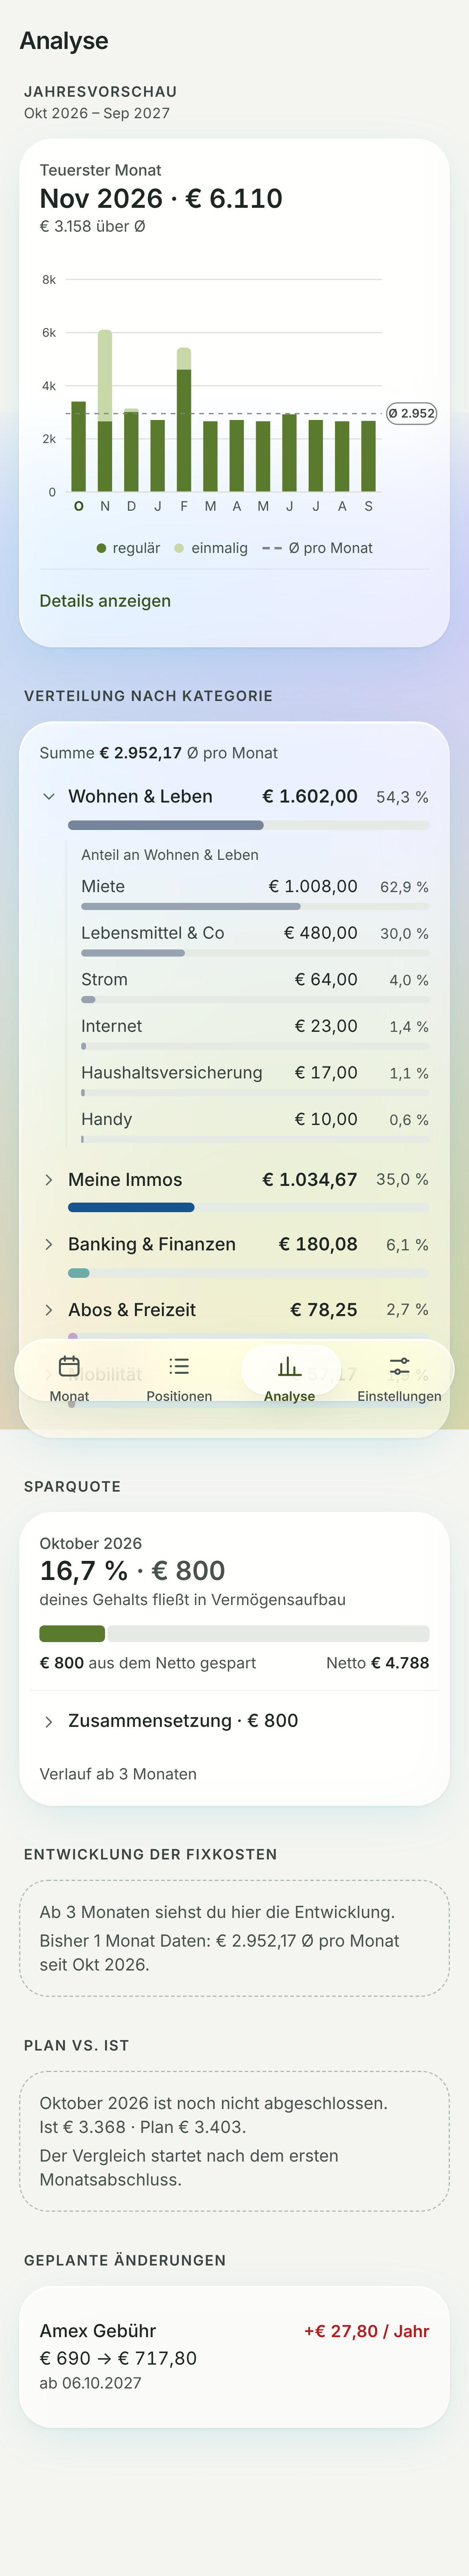 Analyse
JAHRESVORSCHAU
Okt 2026 – Sep 2027
Teuerster Monat
Nov 2026 · € 6.110
€ 3.158 über Ø
8k
6k
4k
Ø 2.952
2k
0
O N D J F M A M J J A S
regulär einmalig Ø pro Monat
Details anzeigen
VERTEILUNG NACH KATEGORIE
Summe € 2.952,17 Ø pro Monat
Wohnen & Leben € 1.602,00 54,3 %
Anteil an Wohnen & Leben
Miete € 1.008,00 62,9 %
Lebensmittel & Co € 480,00 30,0 %
Strom € 64,00 4,0 %
Internet € 23,00 1,4 %
Haushaltsversicherung € 17,00 1,1 %
Handy € 10,00 0,6 %
Meine Immos € 1.034,67 35,0 %
Banking & Finanzen € 180,08 6,1 %
Abos & Freizeit € 78,25 2,7 %
Mobilität 57,17 1,9 %
Monat Positionen Analyse Einstellungen
SPARQUOTE
Oktober 2026
16,7 % · € 800
deines Gehalts fließt in Vermögensaufbau
€ 800 aus dem Netto gespart Netto € 4.788
Zusammensetzung · € 800
Verlauf ab 3 Monaten
ENTWICKLUNG DER FIXKOSTEN
Ab 3 Monaten siehst du hier die Entwicklung.
Bisher 1 Monat Daten: € 2.952,17 Ø pro Monat
seit Okt 2026.
PLAN VS. IST
Oktober 2026 ist noch nicht abgeschlossen.
Ist € 3.368 · Plan € 3.403.
Der Vergleich startet nach dem ersten
Monatsabschluss.
GEPLANTE ÄNDERUNGEN
Amex Gebühr +€ 27,80 / Jahr
€ 690 → € 717,80
ab 06.10.2027